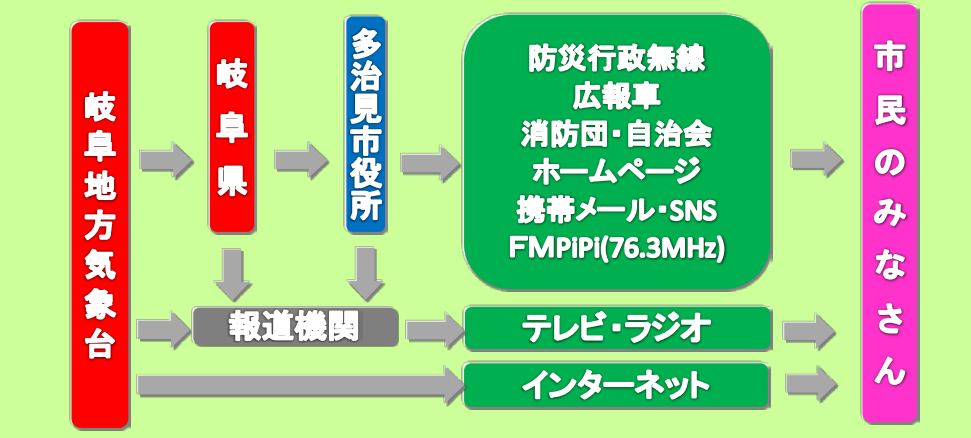 岐阜地方気象台
岐阜県
多治見市役所
防災行政無線
広報車
消防団・自治会
ホームページ
携帯メール・SNS
FMPiPi(76.3MHz)
市民のみなさん
報道機関
テレビ・ラジオ
インターネット